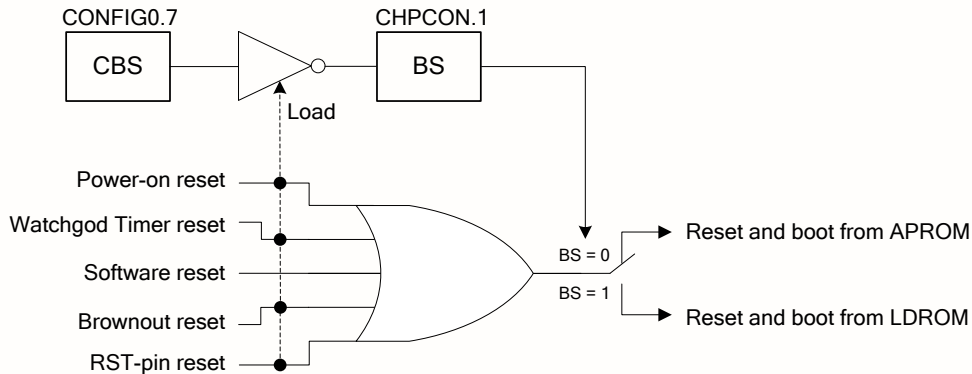 CONFIG0.7
CHPCON.1
CBS
BS
Load
Power-on reset
Watchgod Timer reset
Software reset
Brownout reset
RST-pin reset
BS = 0
BS = 1
Reset and boot from APROM
Reset and boot from LDROM